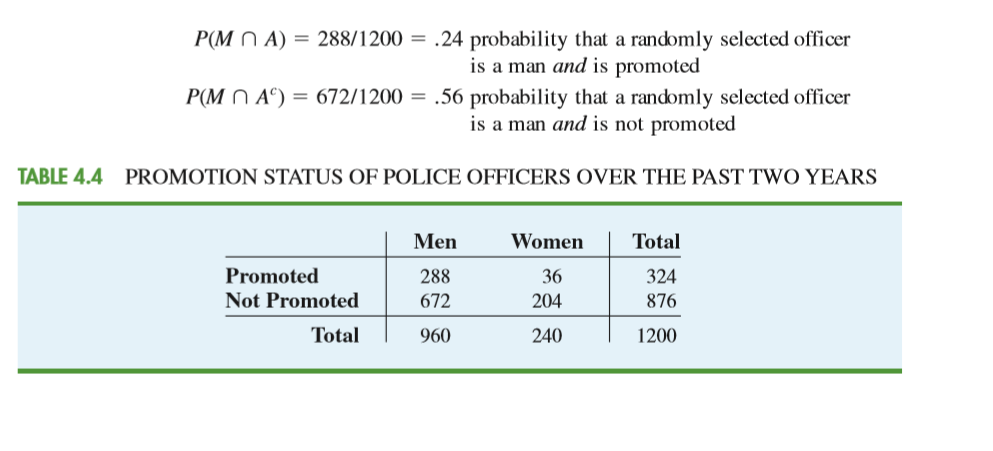 P(M ∩ A) = 288/1200 = .24 probability that a randomly selected officer
is a man and is promoted
P(M ∩ Aᶜ) = 672/1200 = .56 probability that a randomly selected officer
is a man and is not promoted
TABLE 4.4 PROMOTION STATUS OF POLICE OFFICERS OVER THE PAST TWO YEARS
Men Women Total
Promoted 288 36 324
Not Promoted 672 204 876
Total 960 240 1200